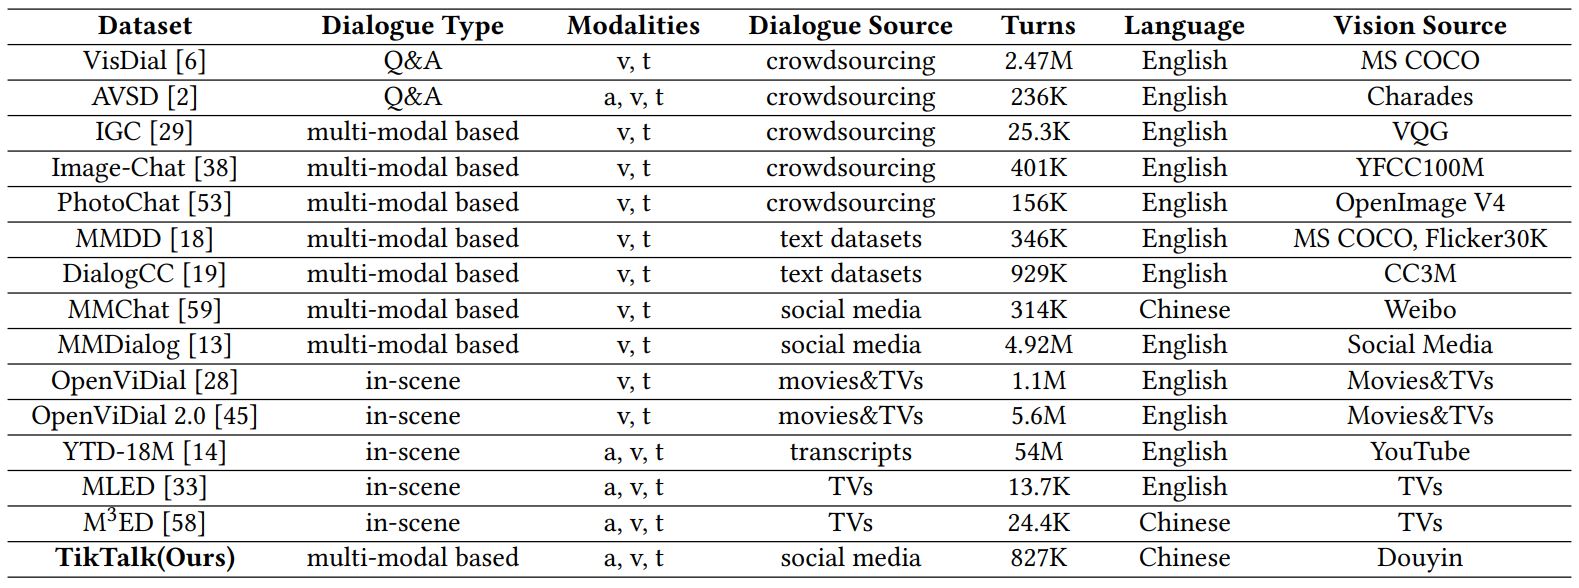 Dataset Dialogue Type Modalities Dialogue Source Turns Language Vision Source
VisDial [6] Q&A v, t crowdsourcing 2.47M English MS COCO
AVSD [2] Q&A a, v, t crowdsourcing 236K English Charades
IGC [29] multi-modal based v, t crowdsourcing 25.3K English VQG
Image-Chat [38] multi-modal based v, t crowdsourcing 401K English YFCC100M
PhotoChat [53] multi-modal based v, t crowdsourcing 156K English OpenImage V4
MMDD [18] multi-modal based v, t text datasets 346K English MS COCO, Flicker30K
DialogCC [19] multi-modal based v, t text datasets 929K English CC3M
MMChat [59] multi-modal based v, t social media 314K Chinese Weibo
MMDialog [13] multi-modal based v, t social media 4.92M English Social Media
OpenViDial [28] in-scene v, t movies&TVs 1.1M English Movies&TVs
OpenViDial 2.0 [45] in-scene v, t movies&TVs 5.6M English Movies&TVs
YTD-18M [14] in-scene a, v, t transcripts 54M English YouTube
MLED [33] in-scene a, v, t TVs 13.7K English TVs
M³ED [58] in-scene a, v, t TVs 24.4K Chinese TVs
TikTalk(Ours) multi-modal based a, v, t social media 827K Chinese Douyin